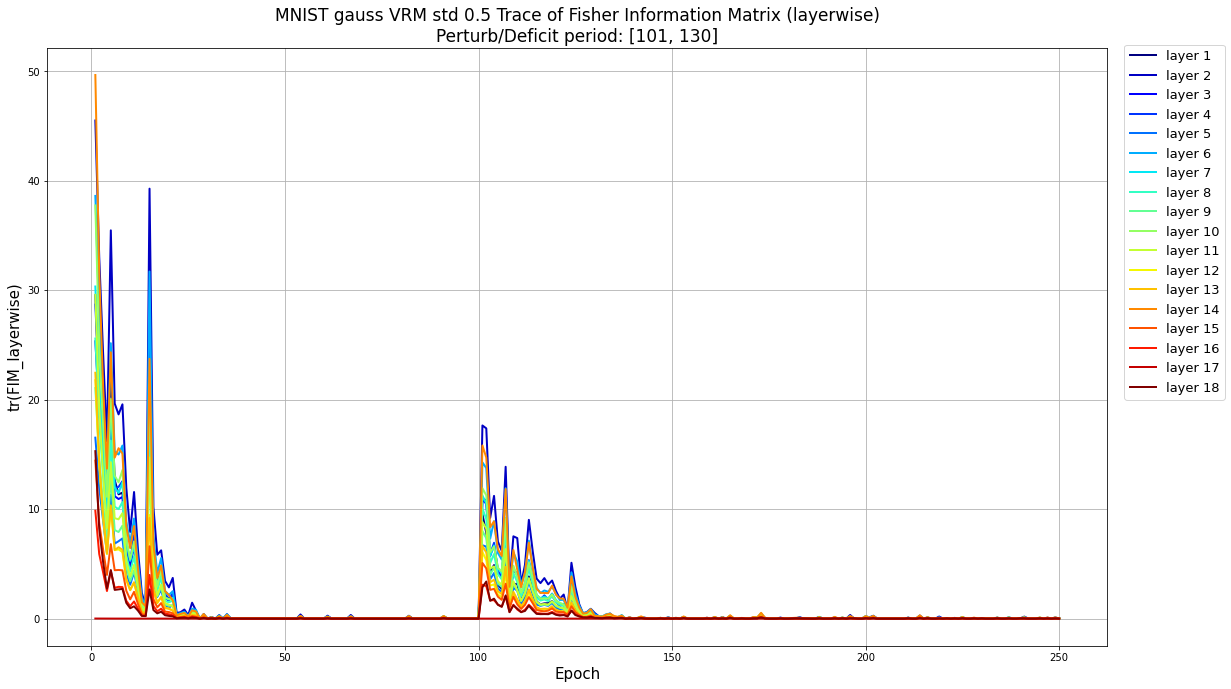 MNIST gauss VRM std 0.5 Trace of Fisher Information Matrix (layerwise)
Perturb/Deficit period: [101, 130]
50
40
30
20
10
0
tr(FIM_layerwise)
0
50
100
150
200
250
Epoch
layer 1
layer 2
layer 3
layer 4
layer 5
layer 6
layer 7
layer 8
layer 9
layer 10
layer 11
layer 12
layer 13
layer 14
layer 15
layer 16
layer 17
layer 18